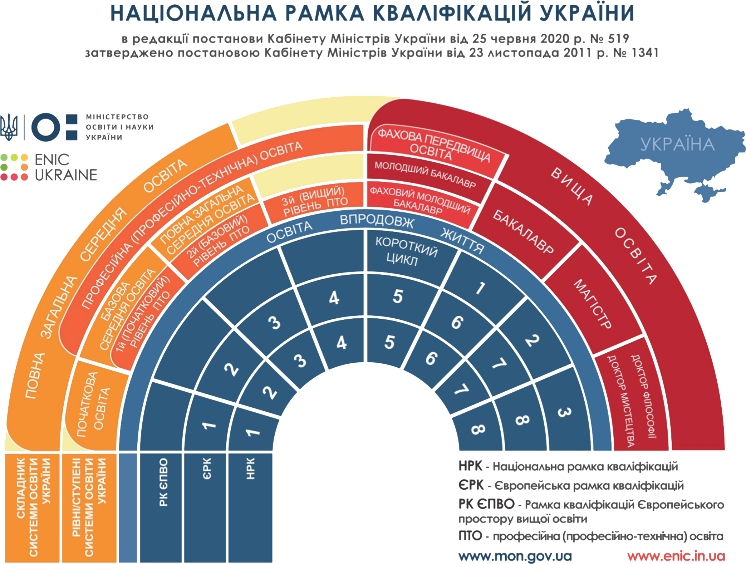 НАЦІОНАЛЬНА РАМКА КВАЛІФІКАЦІЙ УКРАЇНИ
в редакції постанови Кабінету Міністрів України від 25 червня 2020 р. № 519
затверджено постановою Кабінету Міністрів України від 23 листопада 2011 р. № 1341
МІНІСТЕРСТВО
ОСВІТИ І НАУКИ
УКРАЇНИ
ENIC
UKRAINE
УКРАЇНА
ПОВНА ЗАГАЛЬНА СЕРЕДНЯ ОСВІТА
ВИЩА ОСВІТА
ПРОФЕСІЙНА (ПРОФЕСІЙНО-ТЕХНІЧНА) ОСВІТА
ФАХОВА ПЕРЕДВИЩА
ОСВІТА
ПОЧАТКОВА
ОСВІТА
БАЗОВА
СЕРЕДНЯ ОСВІТА
1й (ПОЧАТКОВИЙ)
РІВЕНЬ ПТО
ПОВНА ЗАГАЛЬНА
СЕРЕДНЯ ОСВІТА
2й (БАЗОВИЙ)
РІВЕНЬ ПТО
3й (ВИЩИЙ)
РІВЕНЬ ПТО
МОЛОДШИЙ БАКАЛАВР
ФАХОВИЙ МОЛОДШИЙ
БАКАЛАВР
БАКАЛАВР
МАГІСТР
ДОКТОР ФІЛОСОФІЇ
ДОКТОР МИСТЕЦТВА
ОСВІТА ВПРОДОВЖ ЖИТТЯ
КОРОТКИЙ
ЦИКЛ
1
2
3
1
2
3
4
5
6
7
8
1
2
3
4
5
6
7
8
СКЛАДНИК
СИСТЕМИ ОСВІТИ
УКРАЇНИ
РІВНІ/СТУПЕНІ
СИСТЕМИ ОСВІТИ
УКРАЇНИ
РК ЄПВО
ЄРК
НРК
НРК - Національна рамка кваліфікацій
ЄРК - Європейська рамка кваліфікацій
РК ЄПВО - Рамка кваліфікацій Європейського
простору вищої освіти
ПТО - професійна (професійно-технічна) освіта
www.mon.gov.ua
www.enic.in.ua